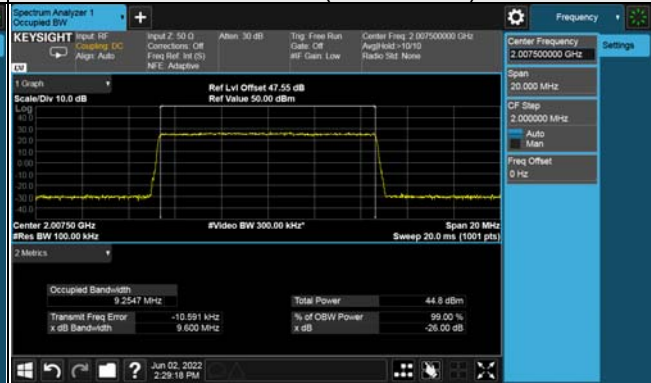 Spectrum Analyzer 1
Occupied BW
Frequency
KEYSIGHT
Input: RF
Coupling: DC
Align: Auto
Input Z: 50 Ω
Corrections: Off
Freq Ref: Int (S)
NFE: Adaptive
Atten: 30 dB
Trig: Free Run
Gate: Off
#IF Gain: Low
Center Freq: 2.007500000 GHz
Avg|Hold:>10/10
Radio Std: None
LXI
Center Frequency
2.007500000 GHz
Settings
Span
20.000 MHz
CF Step
2.000000 MHz
Auto
Man
Freq Offset
0 Hz
1 Graph
Scale/Div 10.0 dB
Ref Lvl Offset 47.55 dB
Ref Value 50.00 dBm
Log
40.0
30.0
20.0
10.0
0.00
-10.0
-20.0
-30.0
-40.0
Center 2.00750 GHz
#Res BW 100.00 kHz
#Video BW 300.00 kHz*
Span 20 MHz
Sweep 20.0 ms (1001 pts)
2 Metrics
Occupied Bandwidth
9.2547 MHz
Total Power 44.8 dBm
Transmit Freq Error -10.591 kHz
% of OBW Power 99.00 %
x dB Bandwidth 9.600 MHz
x dB -26.00 dB
Jun 02, 2022
2:29:18 PM